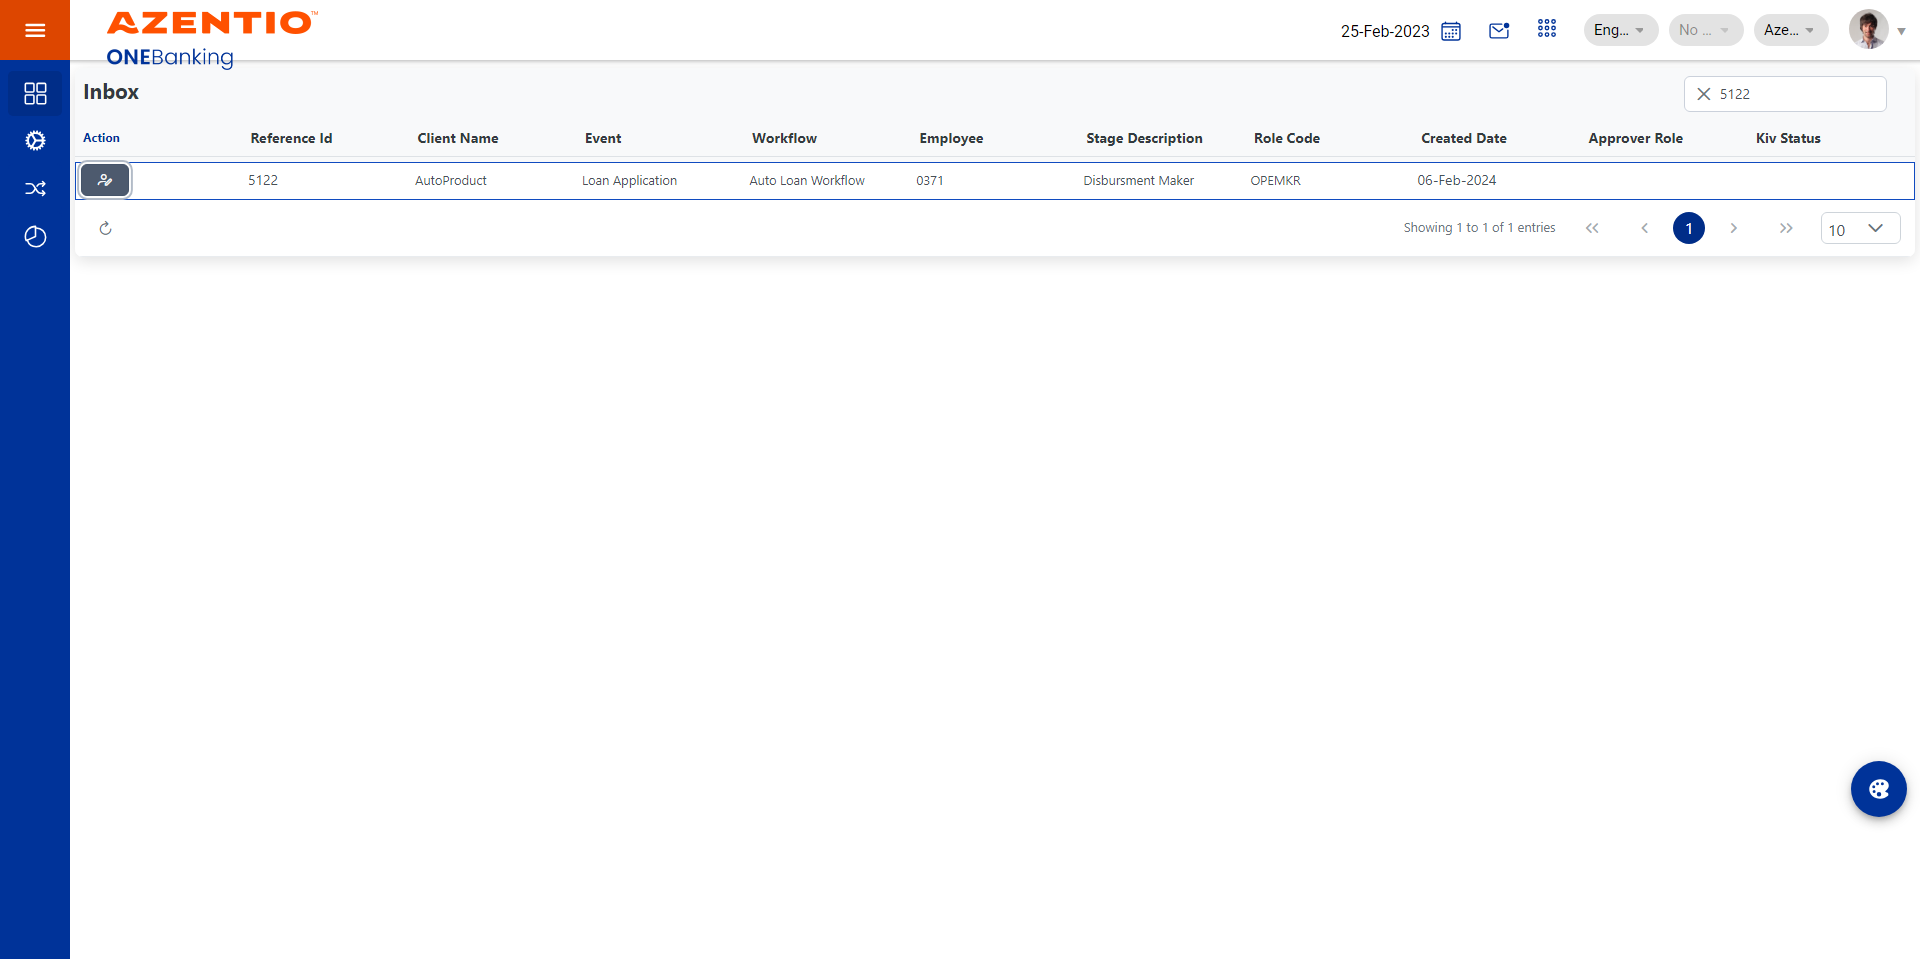 AZENTIO™
ONEBanking
25-Feb-2023
Eng...
No ...
Aze...
Inbox
5122
Action Reference Id Client Name Event Workflow Employee Stage Description Role Code Created Date Approver Role Kiv Status
5122 AutoProduct Loan Application Auto Loan Workflow 0371 Disbursment Maker OPEMKR 06-Feb-2024
Showing 1 to 1 of 1 entries
1
10